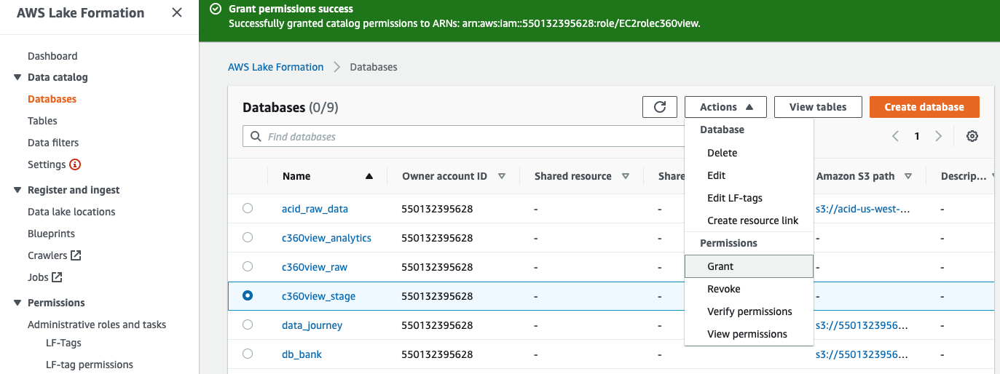 AWS Lake Formation
Grant permissions success
Successfully granted catalog permissions to ARNs: arn:aws:iam::550132395628:role/EC2rolec360view.
Dashboard
Data catalog
Databases
Tables
Data filters
Settings
Register and ingest
Data lake locations
Blueprints
Crawlers
Jobs
Permissions
Administrative roles and tasks
LF-Tags
LF-tag permissions
AWS Lake Formation > Databases
Databases (0/9)
Actions
View tables
Create database
Find databases
1
Database
Delete
Edit
Edit LF-tags
Create resource link
Permissions
Grant
Revoke
Verify permissions
View permissions
Name Owner account ID Shared resource Share Amazon S3 path Descrip...
acid_raw_data 550132395628 - - s3://acid-us-west-... -
c360view_analytics 550132395628 - - - -
c360view_raw 550132395628 - - - -
c360view_stage 550132395628 - - - -
data_journey 550132395628 - - s3://5501323956... -
db_bank 550132395628 - - s3://5501323956... -